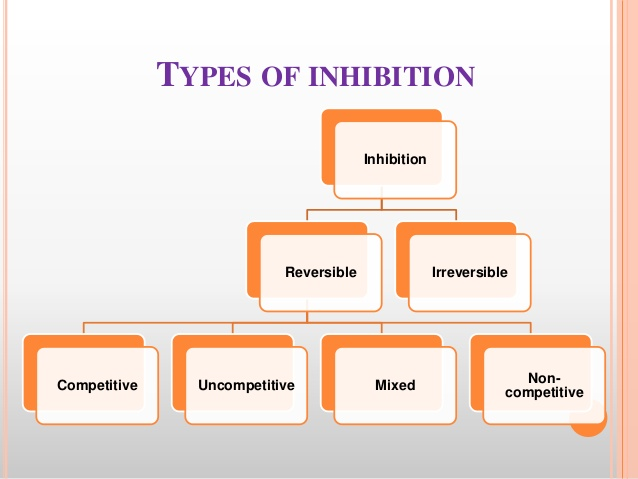 TYPES OF INHIBITION
Inhibition
Reversible
Irreversible
Competitive
Uncompetitive
Mixed
Non-
competitive